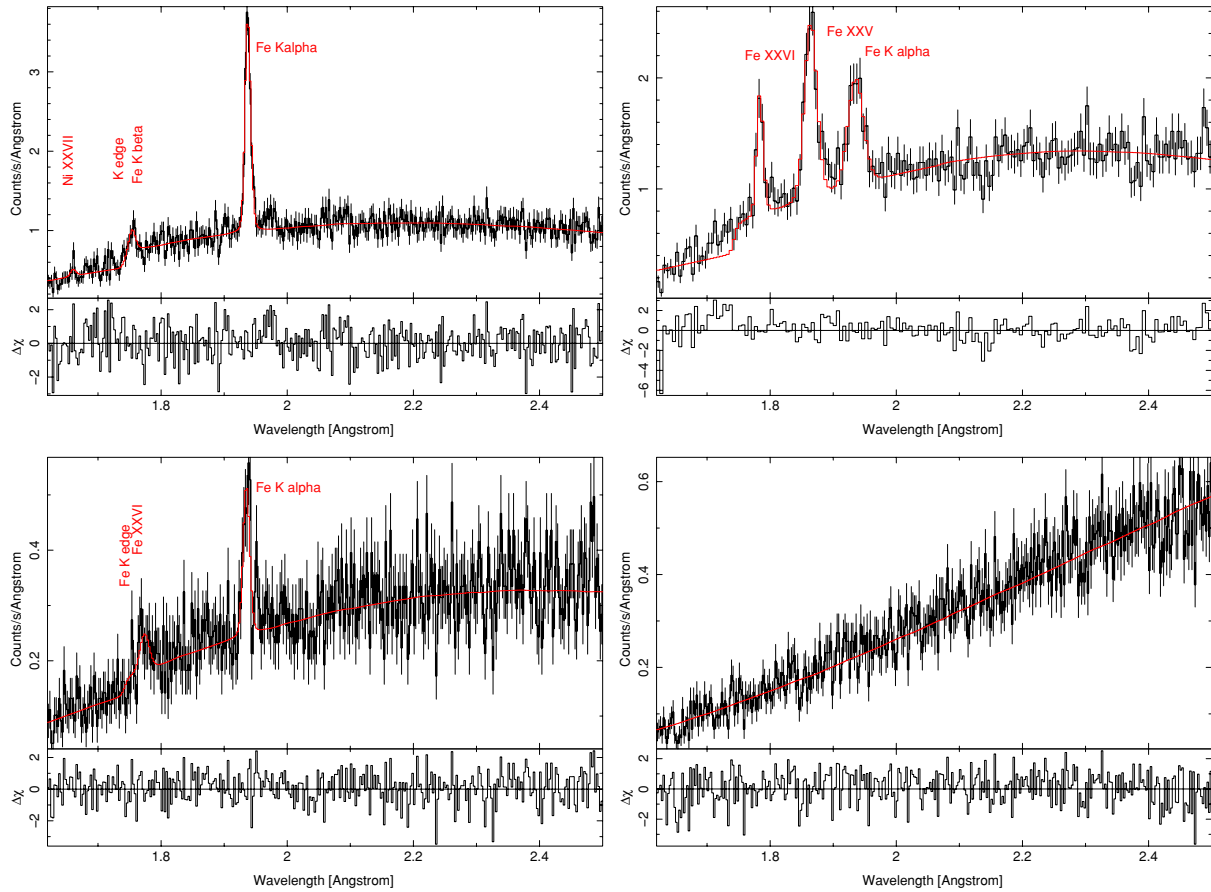 Fe Kalpha
Ni XXVII
K edge
Fe K beta
Counts/s/Angstrom
1
2
3
Δχ
−2
0
2
1.8
2
2.2
2.4
Wavelength [Angstrom]
Fe XXVI
Fe XXV
Fe K alpha
Counts/s/Angstrom
1
2
Δχ
−6
−4
−2
0
2
1.8
2
2.2
2.4
Wavelength [Angstrom]
Fe K alpha
Fe K edge
Fe XXVI
Counts/s/Angstrom
0.2
0.4
Δχ
−2
0
2
1.8
2
2.2
2.4
Wavelength [Angstrom]
Counts/s/Angstrom
0.2
0.4
0.6
Δχ
−2
0
2
1.8
2
2.2
2.4
Wavelength [Angstrom]